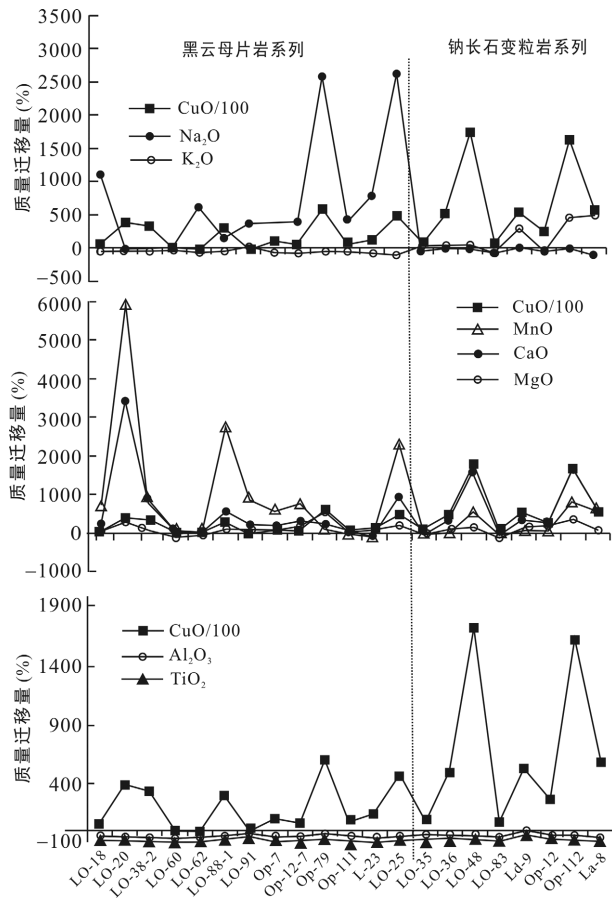 3500
3000
2500
2000
1500
1000
500
0
–500
质量迁移量(%)
黑云母片岩系列
钠长石变粒岩系列
CuO/100
Na₂O
K₂O
6000
5000
4000
3000
2000
1000
0
–1000
质量迁移量(%)
CuO/100
MnO
CaO
MgO
1900
1400
900
400
–100
质量迁移量(%)
CuO/100
Al₂O₃
TiO₂
LO-18
LO-20
LO-38-2
LO-60
LO-62
LO-88-1
LO-91
Op-7
Op-12-7
Op-79
Op-111
L-23
LO-25
LO-35
LO-36
LO-48
LO-83
Ld-9
Op-12
Op-112
La-8